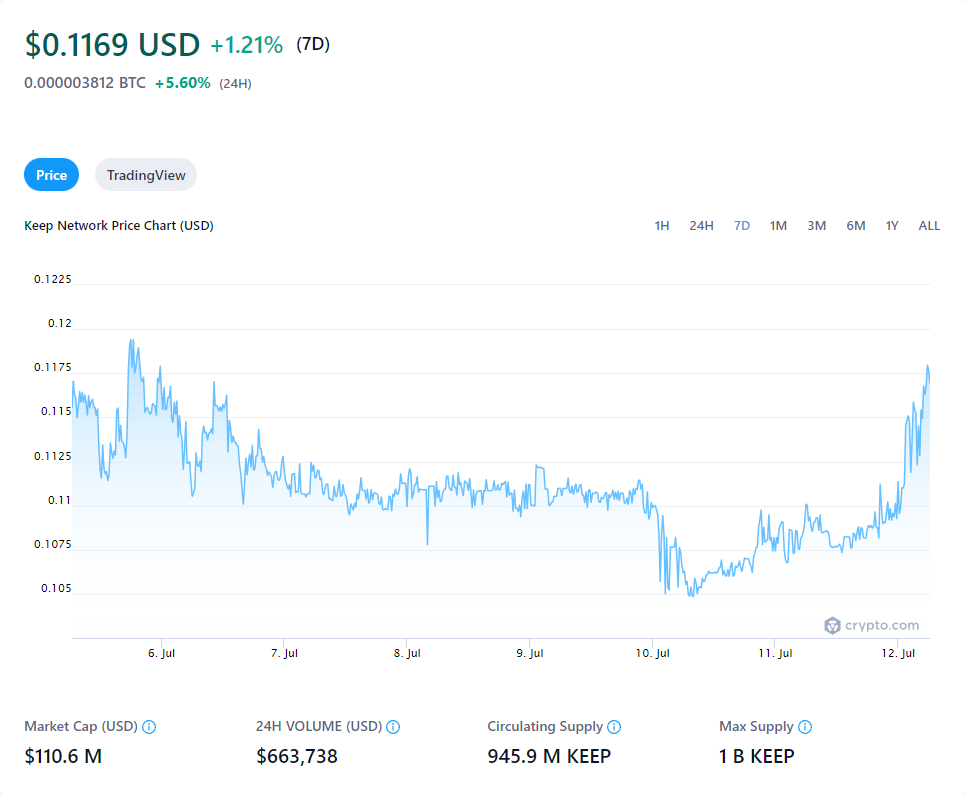 $0.1169 USD +1.21% (7D)
0.000003812 BTC +5.60% (24H)
Price TradingView
Keep Network Price Chart (USD) 1H 24H 7D 1M 3M 6M 1Y ALL
0.1225
0.12
0.1175
0.115
0.1125
0.11
0.1075
0.105
crypto.com
6. Jul 7. Jul 8. Jul 9. Jul 10. Jul 11. Jul 12. Jul
Market Cap (USD) 24H VOLUME (USD) Circulating Supply Max Supply
$110.6 M $663,738 945.9 M KEEP 1 B KEEP